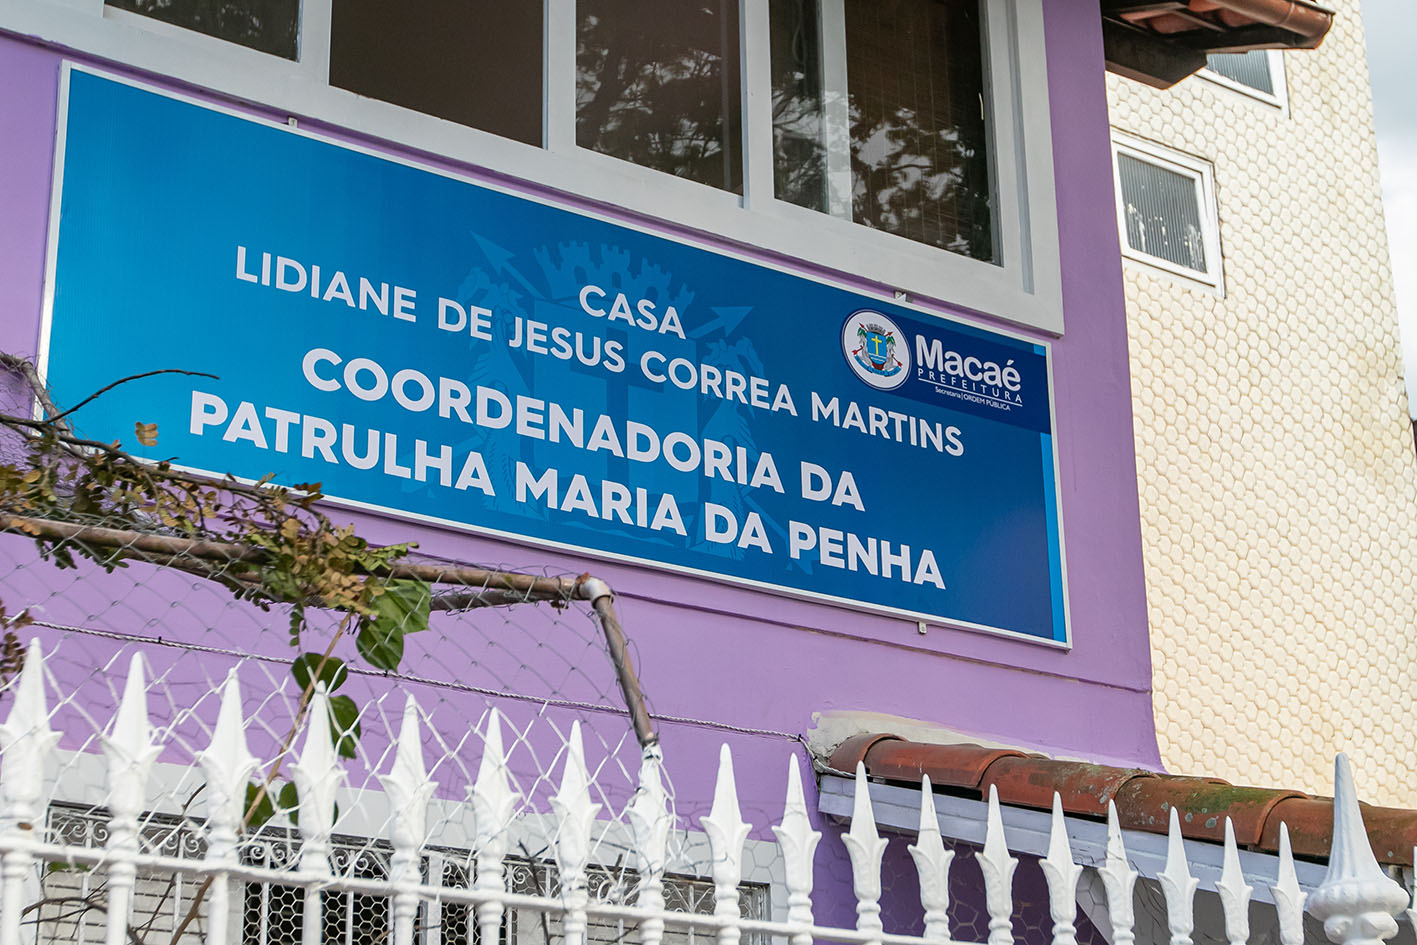 CASA
LIDIANE DE JESUS CORREA MARTINS
COORDENADORIA DA
PATRULHA MARIA DA PENHA
Macaé
PREFEITURA
Secretaria | ORDEM PÚBLICA